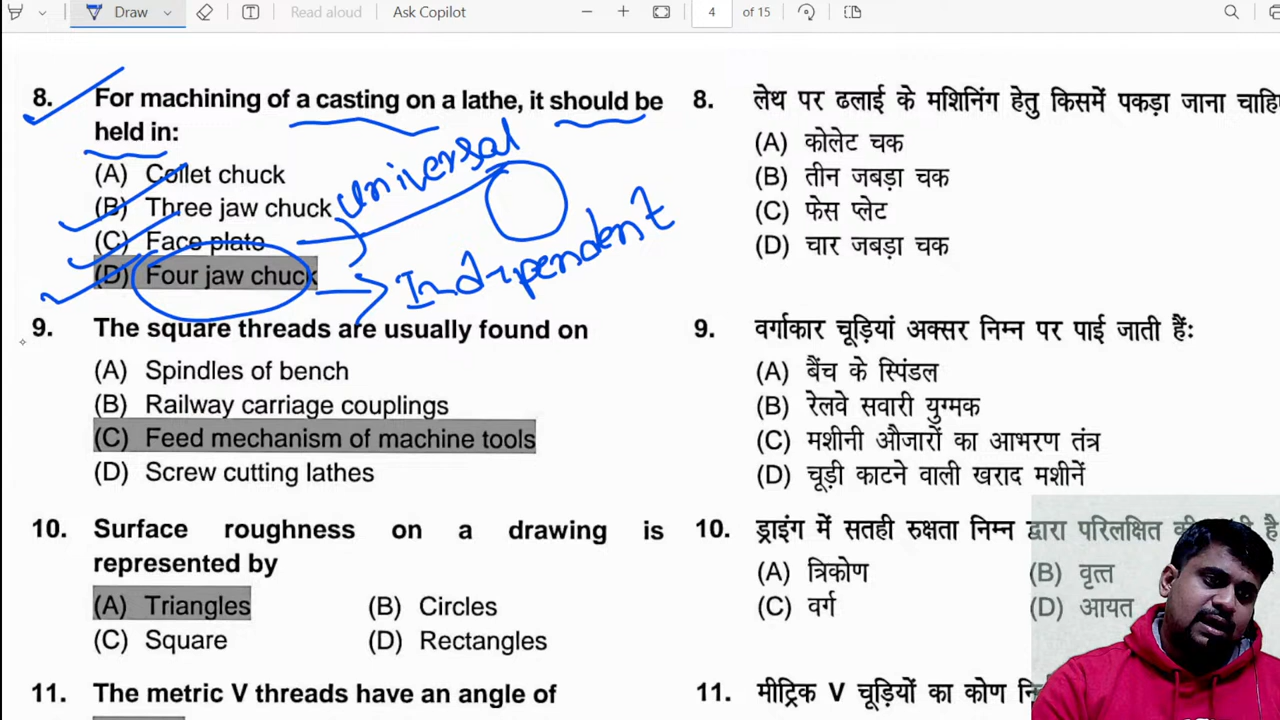 Draw
Read aloud
Ask Copilot
4
of 15
8. For machining of a casting on a lathe, it should be
held in:
(A) Collet chuck
(B) Three jaw chuck
(C) Face plate
(D) Four jaw chuck
universal
Independent
9. The square threads are usually found on
(A) Spindles of bench
(B) Railway carriage couplings
(C) Feed mechanism of machine tools
(D) Screw cutting lathes
10. Surface roughness on a drawing is
represented by
(A) Triangles (B) Circles
(C) Square (D) Rectangles
11. The metric V threads have an angle of
8. लेथ पर ढलाई के मशिनिंग हेतु किसमें पकड़ा जाना
(A) कोलेट चक
(B) तीन जबड़ा चक
(C) फेस प्लेट
(D) चार जबड़ा चक
9. वर्गाकार चूड़ियां अक्सर निम्न पर पाई जाती हैंः
(A) बैंच के स्पिंडल
(B) रेलवे सवारी युग्मक
(C) मशीनी औजारों का आभरण तंत्र
(D) चूड़ी काटने वाली खराद मशीनें
10. ड्राइंग में सतही रुक्षता निम्न द्वारा परिलक्षित
(A) त्रिकोण (B) वृत्त
(C) वर्ग (D) आयत
11. मीट्रिक V चूड़ियों का कोण